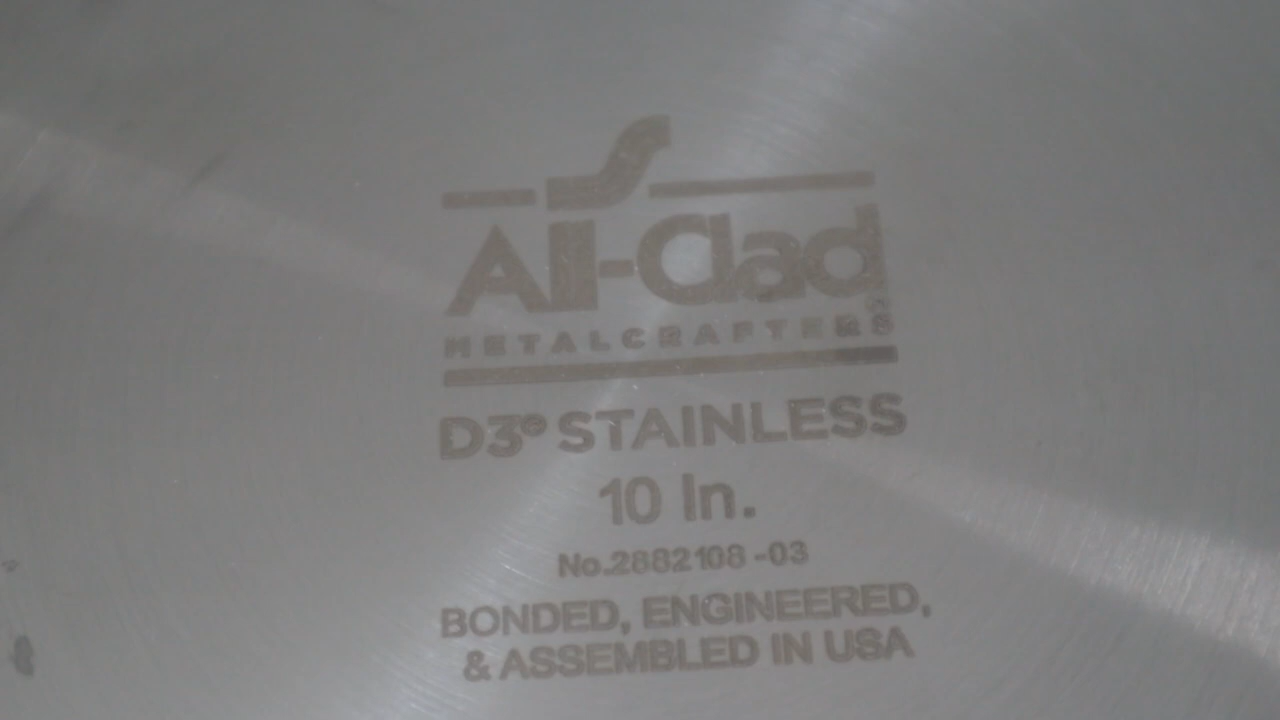 All-Clad
METALCRAFTERS
D3® STAINLESS
10 In.
No.2882108-03
BONDED, ENGINEERED,
& ASSEMBLED IN USA